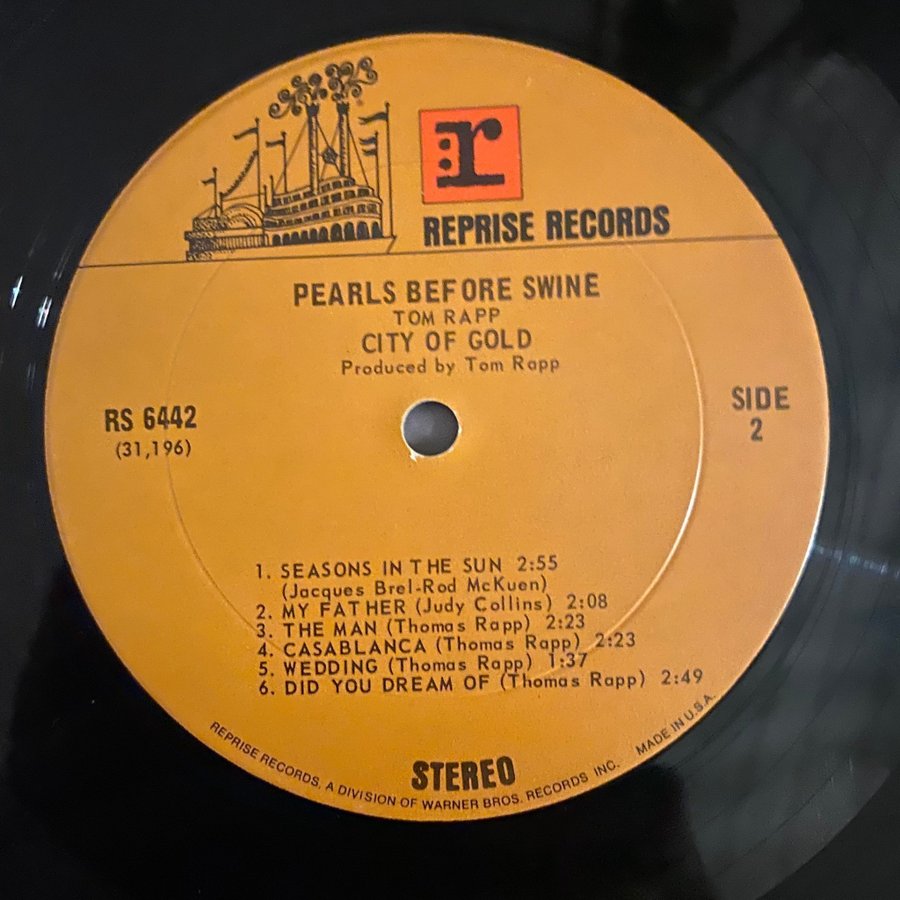 r
REPRISE RECORDS
PEARLS BEFORE SWINE
TOM RAPP
CITY OF GOLD
Produced by Tom Rapp
RS 6442
(31,196)
SIDE
2
1. SEASONS IN THE SUN 2:55
(Jacques Brel-Rod McKuen)
2. MY FATHER (Judy Collins) 2:08
3. THE MAN (Thomas Rapp) 2:23
4. CASABLANCA (Thomas Rapp) 2:23
5. WEDDING (Thomas Rapp) 1:37
6. DID YOU DREAM OF (Thomas Rapp) 2:49
STEREO
REPRISE RECORDS, A DIVISION OF WARNER BROS. RECORDS INC. MADE IN U.S.A.